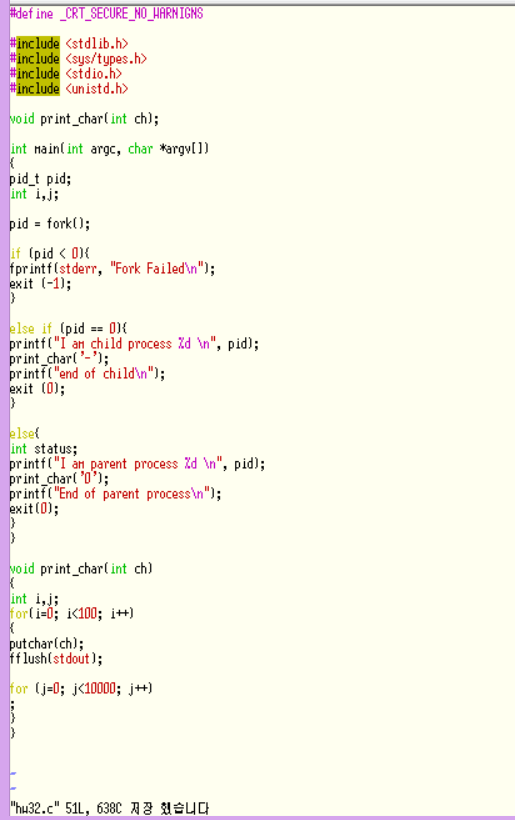 #define _CRT_SECURE_NO_WARNIGNS
#include <stdlib.h>
#include <sys/types.h>
#include <stdio.h>
#include <unistd.h>
void print_char(int ch);
int main(int argc, char *argv[])
{
pid_t pid;
int i,j;
pid = fork();
if (pid < 0){
fprintf(stderr, "Fork Failed\n");
exit (-1);
}
else if (pid == 0){
printf("I am child process %d \n", pid);
print_char('-');
printf("end of child\n");
exit (0);
}
else{
int status;
printf("I am parent process %d \n", pid);
print_char('0');
printf("End of parent process\n");
exit(0);
}
}
void print_char(int ch)
{
int i,j;
for(i=0; i<100; i++)
{
putchar(ch);
fflush(stdout);
for (j=0; j<10000; j++)
;
}
}
~
~
"hw32.c" 51L, 638C 저장 했습니다